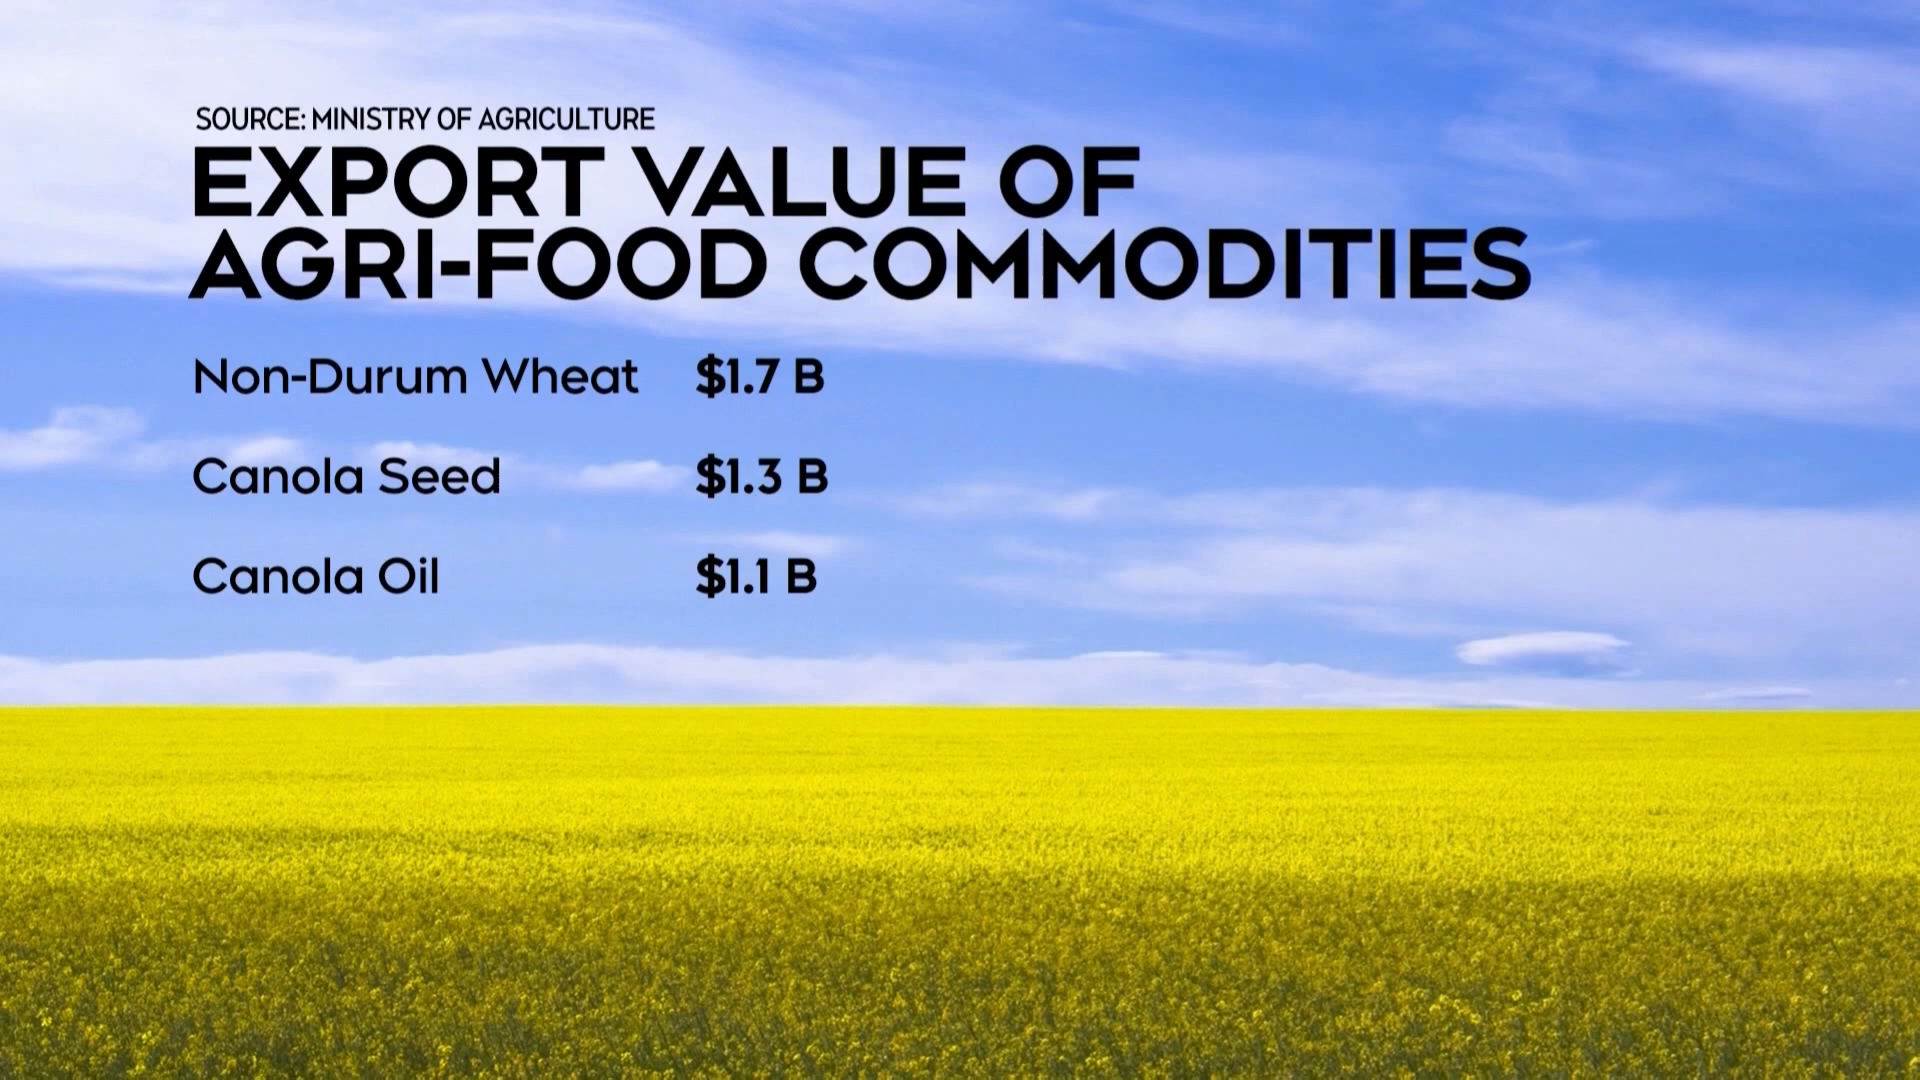 SOURCE: MINISTRY OF AGRICULTURE
EXPORT VALUE OF
AGRI-FOOD COMMODITIES
Non-Durum Wheat $1.7 B
Canola Seed $1.3 B
Canola Oil $1.1 B